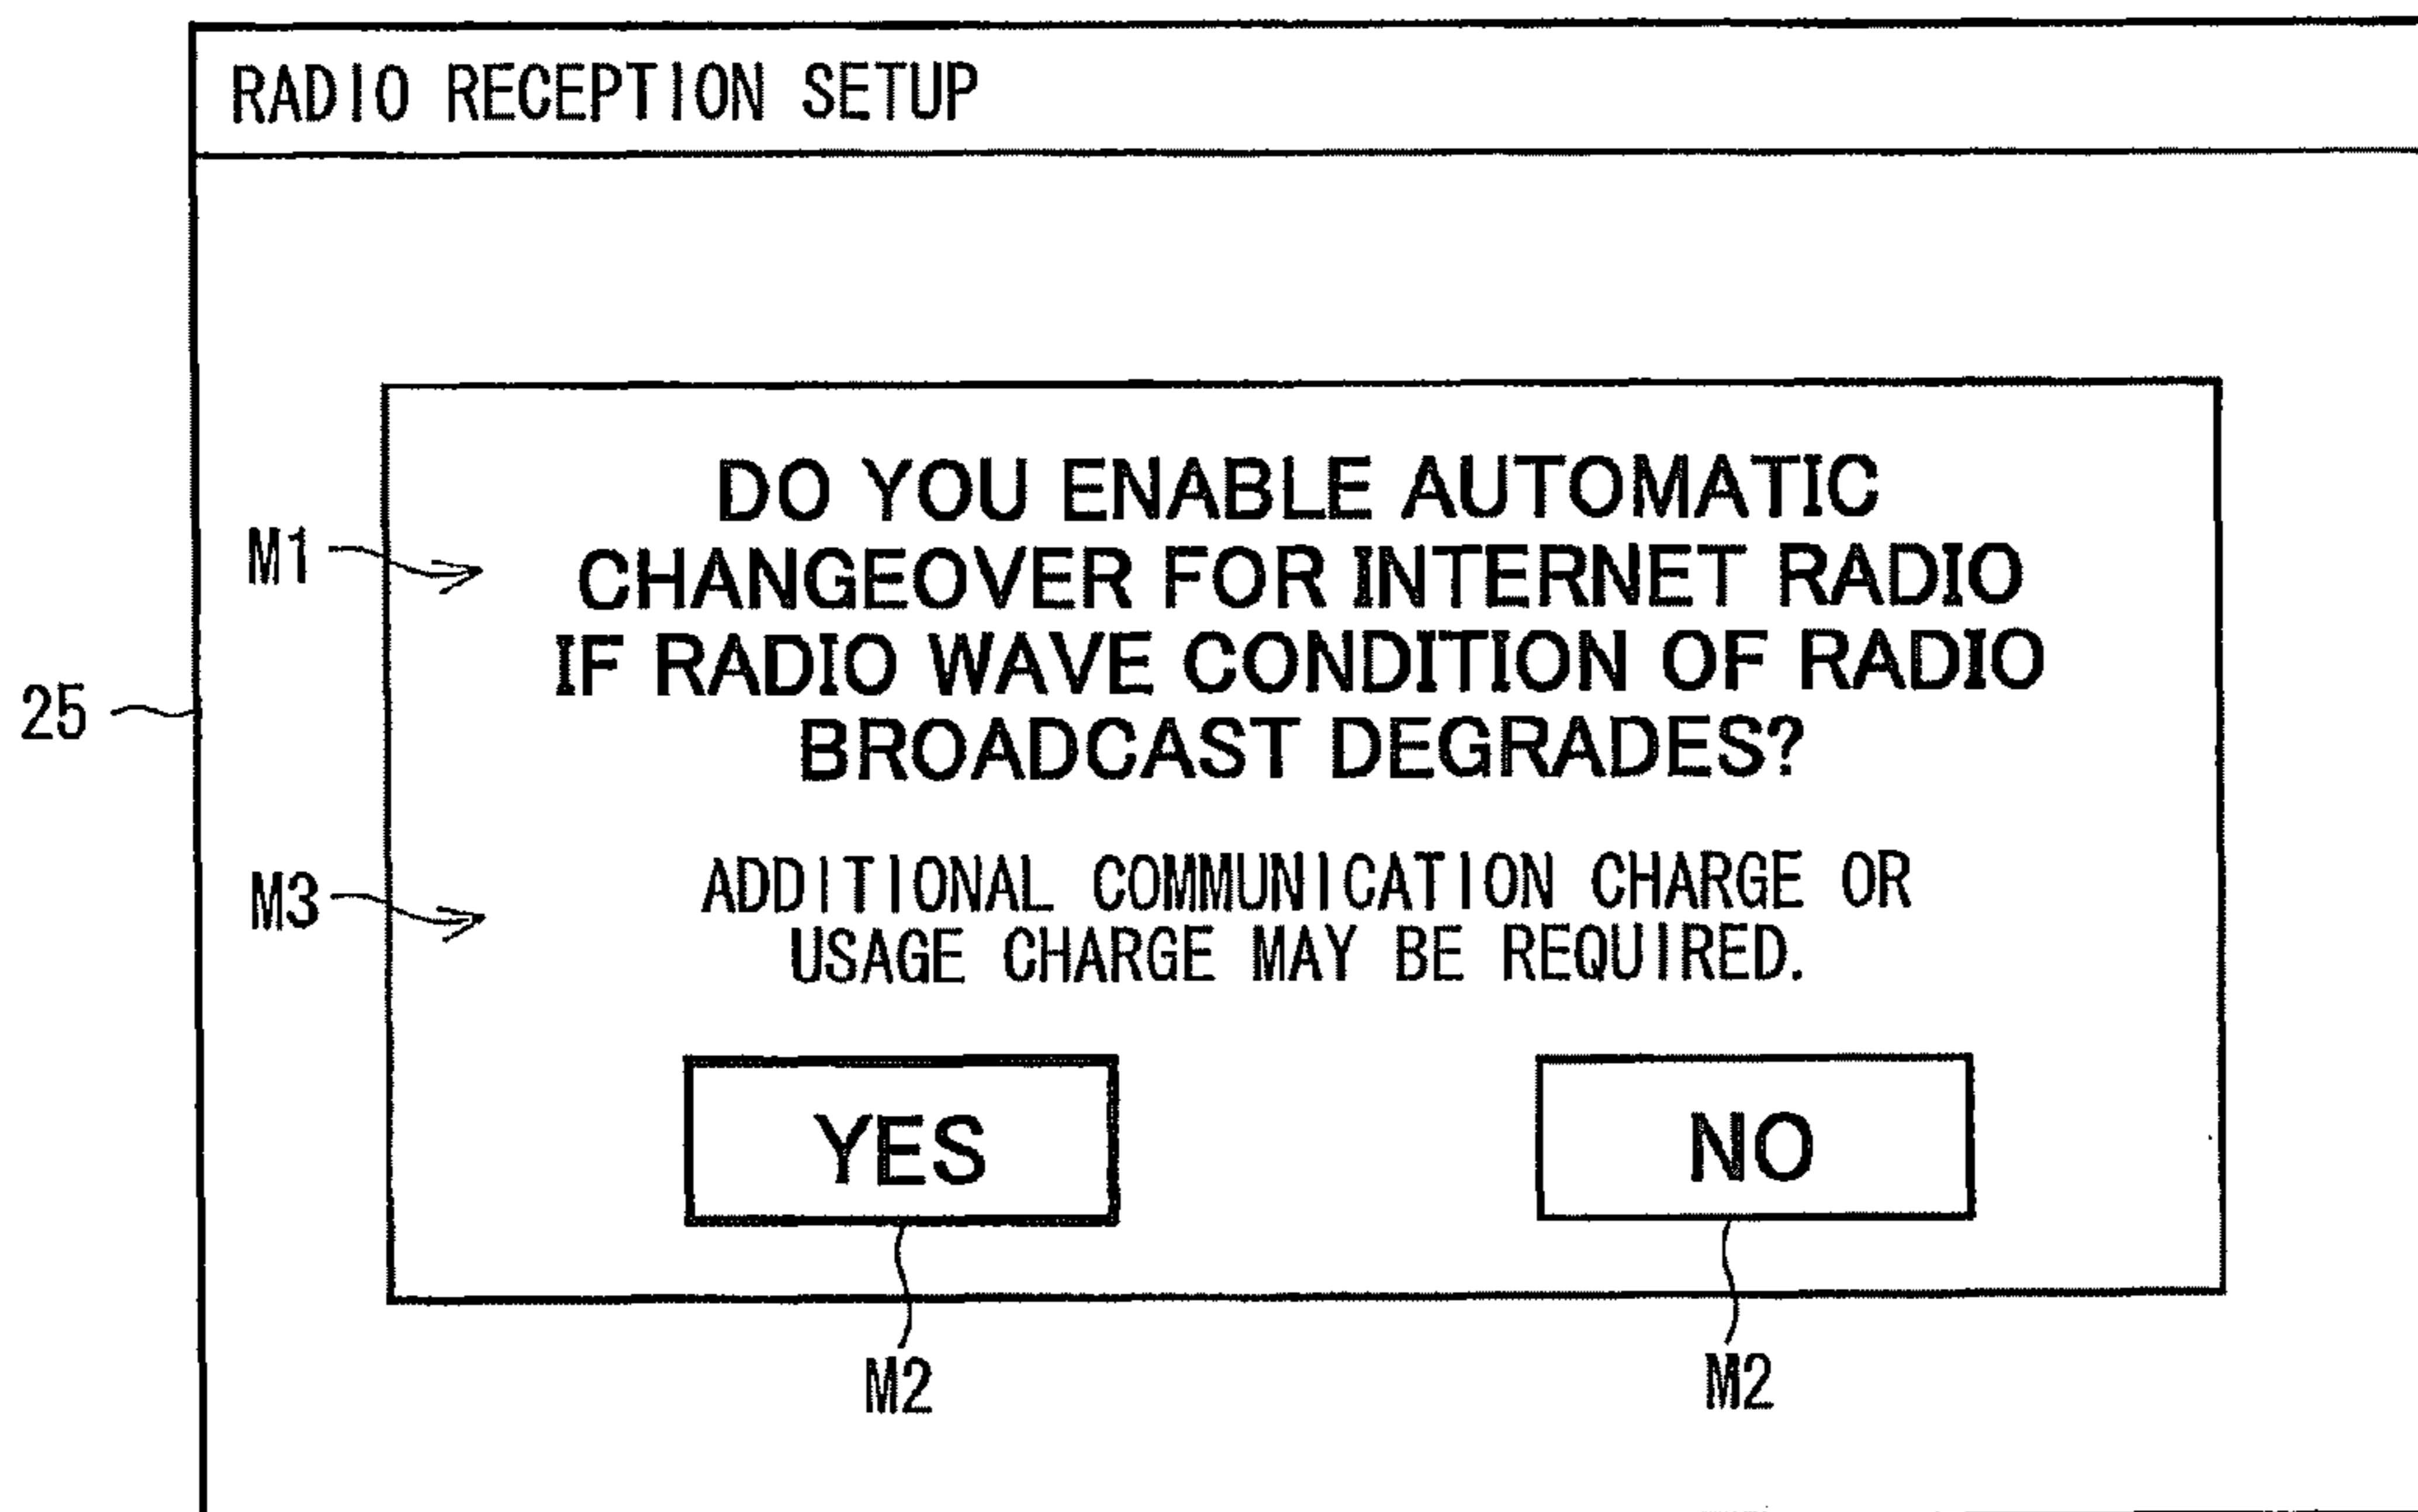 RADIO RECEPTION SETUP
M1
DO YOU ENABLE AUTOMATIC
CHANGEOVER FOR INTERNET RADIO
IF RADIO WAVE CONDITION OF RADIO
BROADCAST DEGRADES?
25
M3
ADDITIONAL COMMUNICATION CHARGE OR
USAGE CHARGE MAY BE REQUIRED.
YES
NO
M2
M2